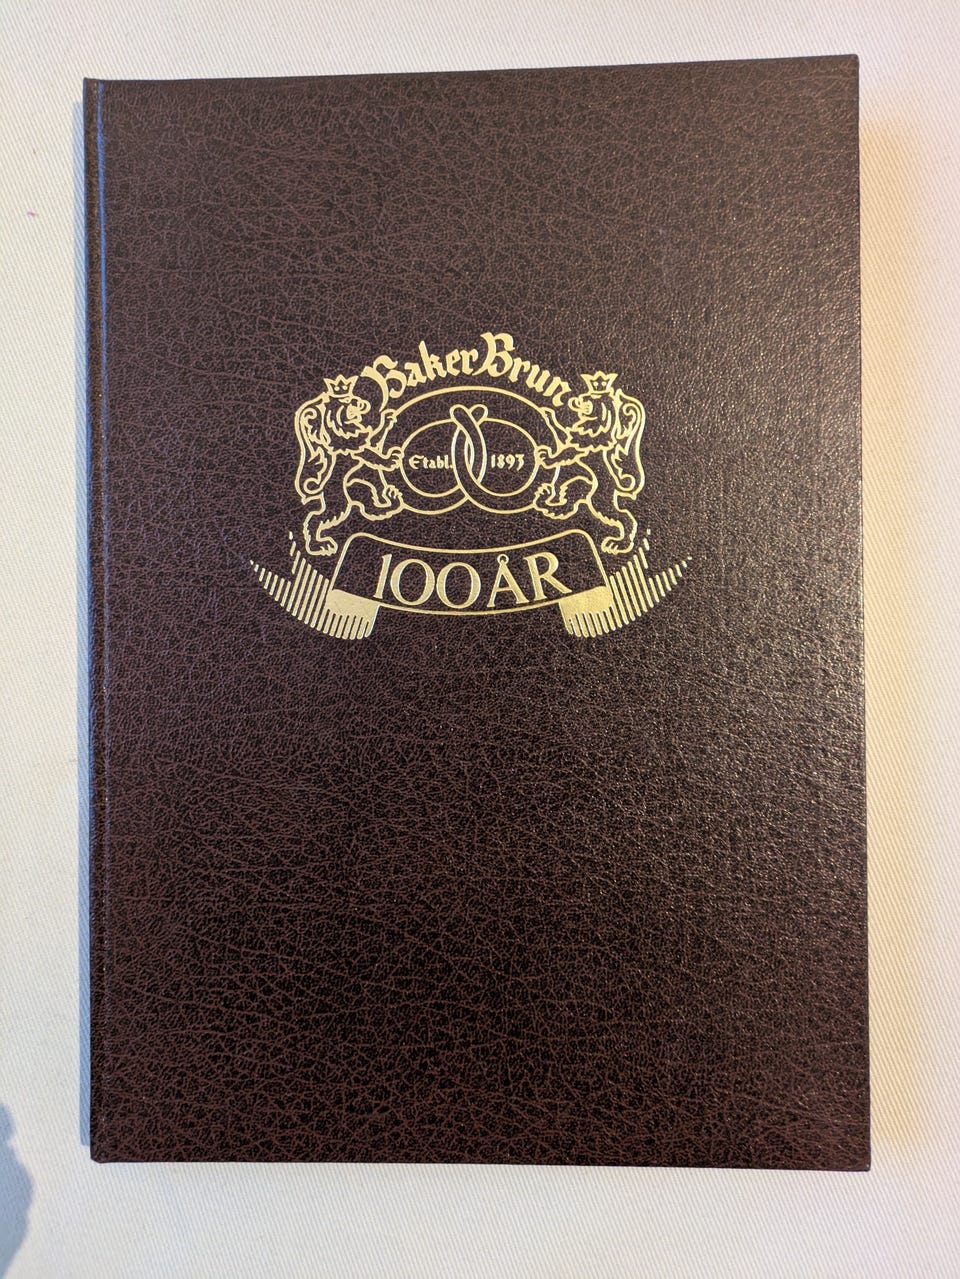 Baker Brun
Etabl. 1893
100 ÅR